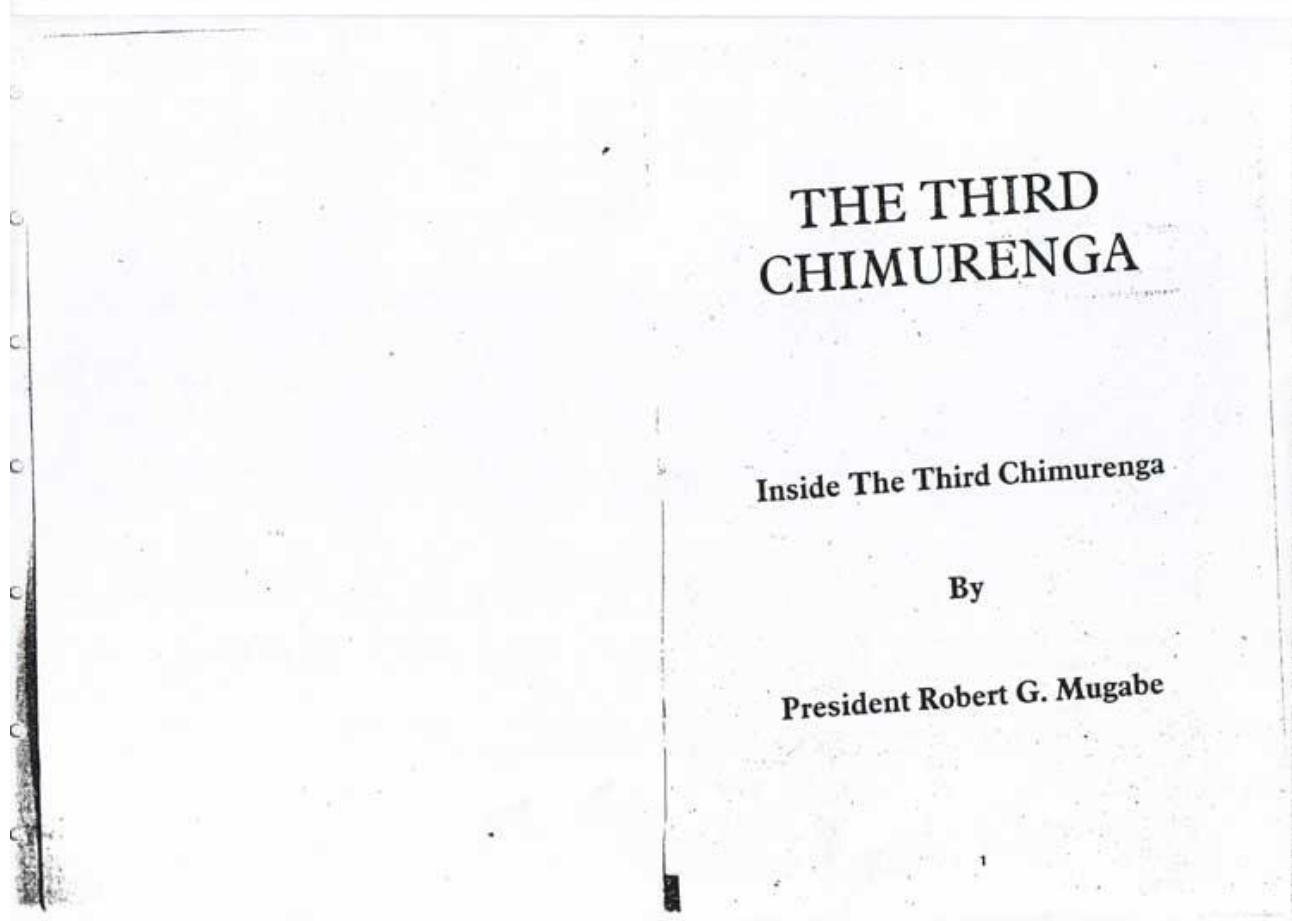 THE THIRD
CHIMURENGA
Inside The Third Chimurenga
By
President Robert G. Mugabe
1